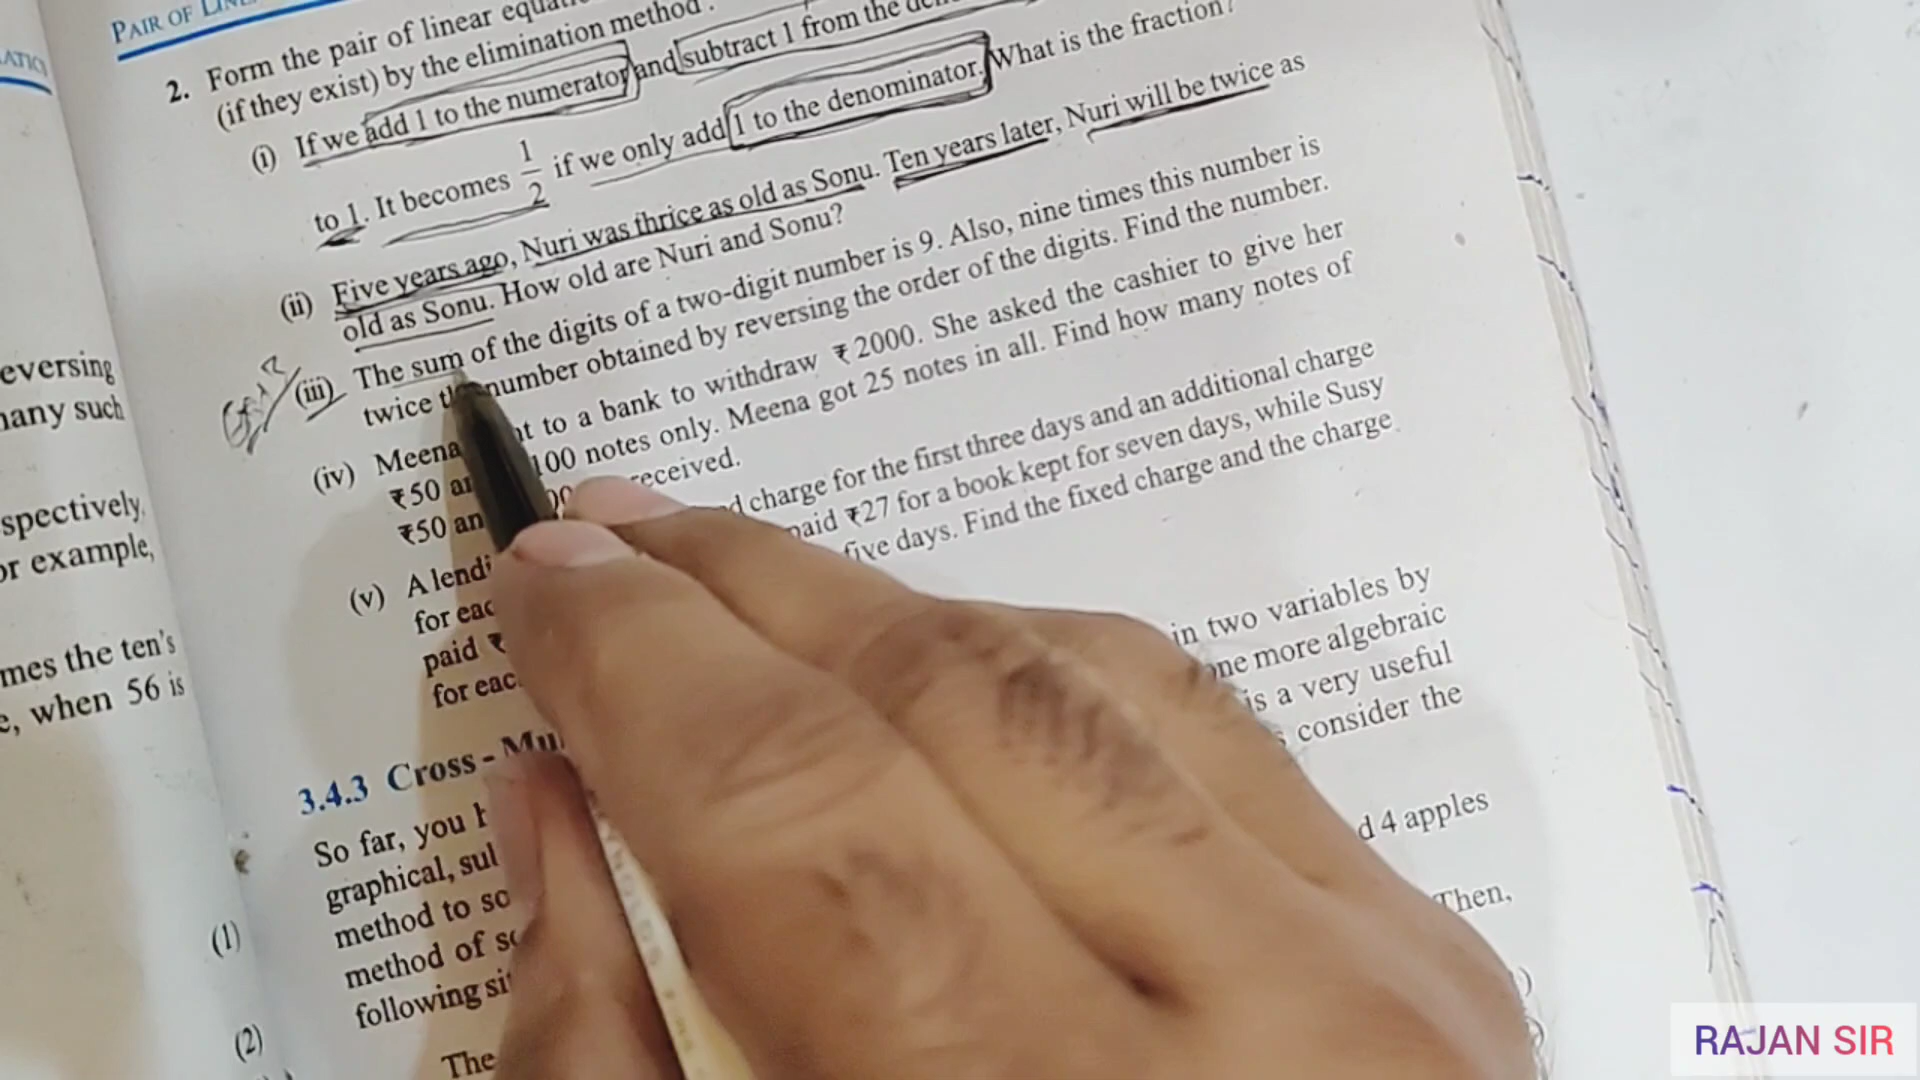 PAIR OF
2. Form the pair of linear
(if they exist) by the elimination method :
(i) If we add 1 to the numerator and subtract 1 from the
to 1. It becomes 1/2 if we only add 1 to the denominator. What is the fraction?
(ii) Five years ago, Nuri was thrice as old as Sonu. Ten years later, Nuri will be twice as
old as Sonu. How old are Nuri and Sonu?
(iii) The sum of the digits of a two-digit number is 9. Also, nine times this number is
twice the number obtained by reversing the order of the digits. Find the number.
(iv) Meena to a bank to withdraw ₹2000. She asked the cashier to give her
₹50 100 notes only. Meena got 25 notes in all. Find how many notes of
₹50 an received.
(v) A charge for the first three days and an additional charge
for paid ₹27 for a book kept for seven days, while Susy
paid ₹ five days. Find the fixed charge and the charge
for
in two variables by
3.4.3 Cross - one more algebraic
So far, you is a very useful
graphical, consider the
method to
method of
following d 4 apples
The Then,
eversing
any such
spectively.
or example,
mes the ten's
e, when 56 is
(1)
(2)
RAJAN SIR